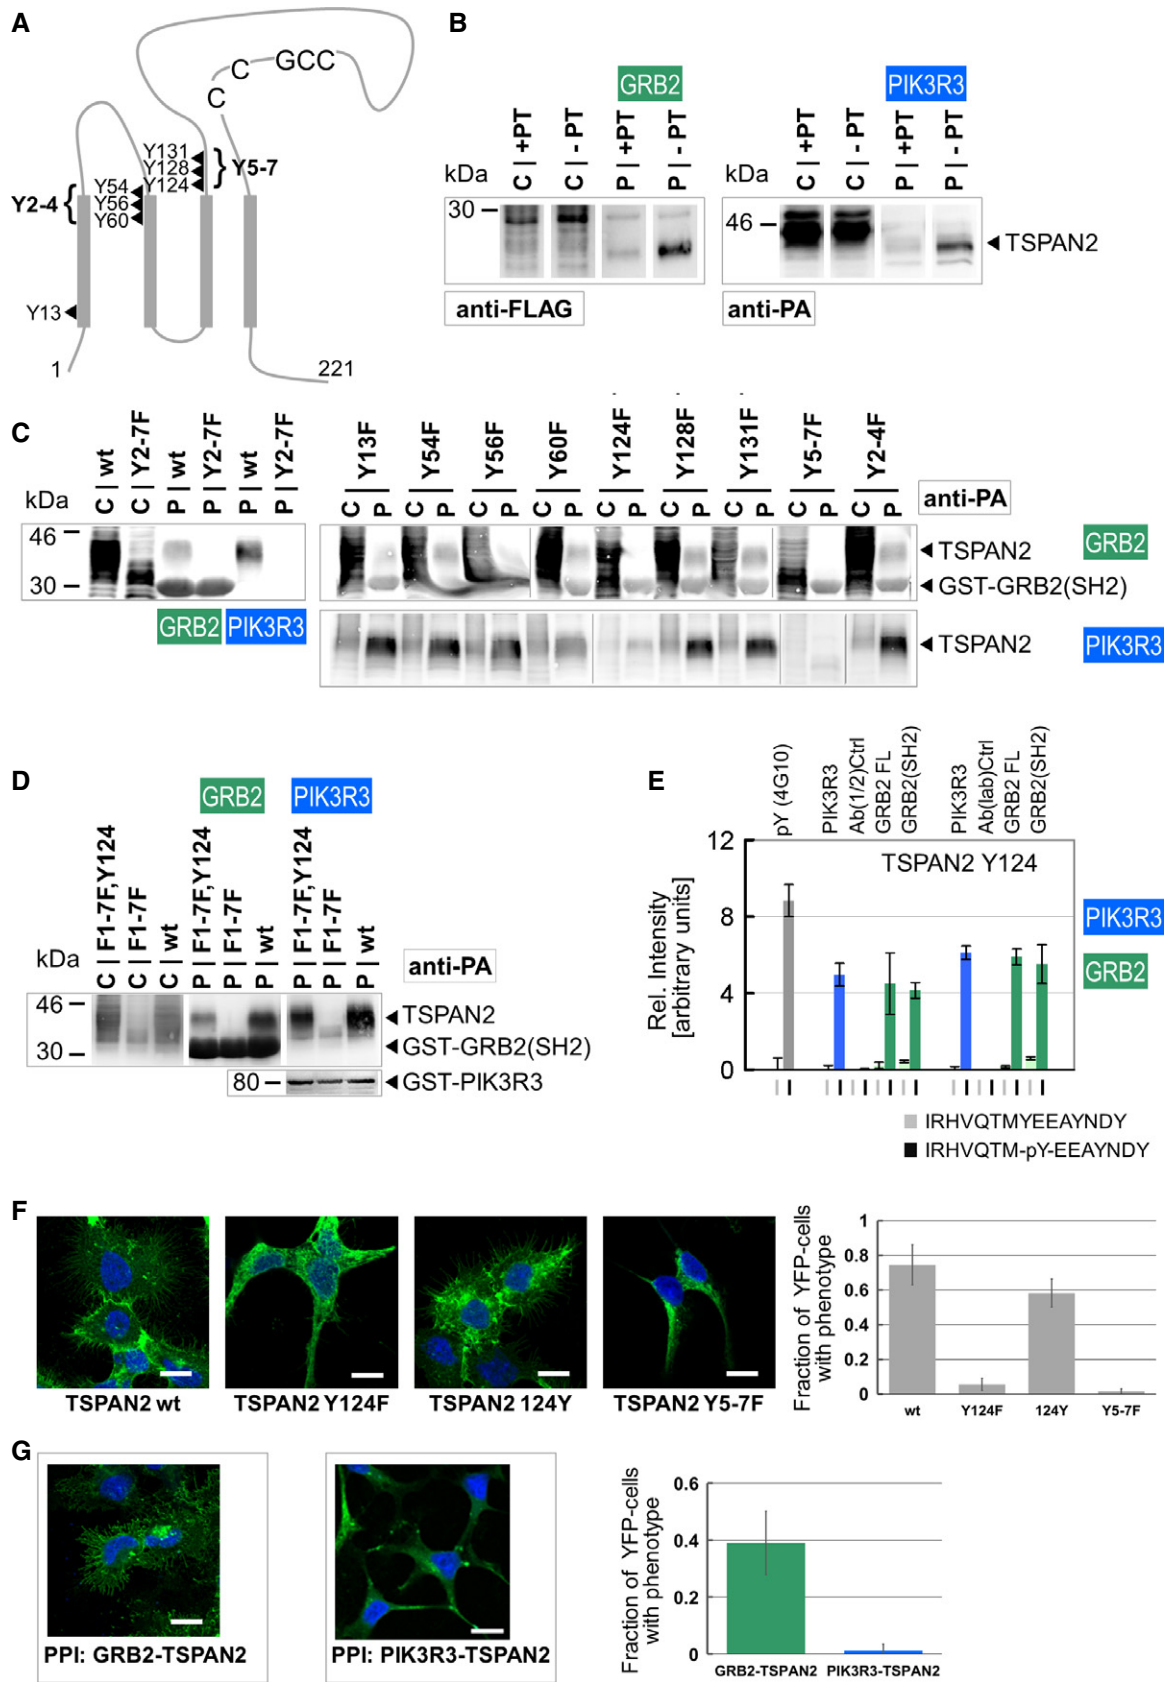 A
C
GCC
C
Y131
Y128
Y124
Y5-7
Y54
Y56
Y60
Y2-4
Y13
1
221
B
GRB2
PIK3R3
C | +PT
C | - PT
P | +PT
P | - PT
C | +PT
C | - PT
P | +PT
P | - PT
kDa
30
kDa
46
TSPAN2
anti-FLAG
anti-PA
C
C | wt
C | Y2-7F
P | wt
P | Y2-7F
P | wt
P | Y2-7F
Y13F
Y54F
Y56F
Y60F
Y124F
Y128F
Y131F
Y5-7F
Y2-4F
C P C P C P C P C P C P C P C P C P
anti-PA
kDa
46
30
GRB2
PIK3R3
TSPAN2
GST-GRB2(SH2)
GRB2
TSPAN2
PIK3R3
D
GRB2
PIK3R3
C | F1-7F,Y124
C | F1-7F
C | wt
P | F1-7F,Y124
P | F1-7F
P | wt
P | F1-7F,Y124
P | F1-7F
P | wt
anti-PA
kDa
46
30
TSPAN2
GST-GRB2(SH2)
80
GST-PIK3R3
E
pY (4G10)
PIK3R3
Ab(1/2)Ctrl
GRB2 FL
GRB2(SH2)
PIK3R3
Ab(lab)Ctrl
GRB2 FL
GRB2(SH2)
Rel. Intensity
[arbitrary units]
12
8
4
0
TSPAN2 Y124
PIK3R3
GRB2
IRHVQTMYEEAYNDY
IRHVQTM-pY-EEAYNDY
F
TSPAN2 wt
TSPAN2 Y124F
TSPAN2 124Y
TSPAN2 Y5-7F
Fraction of YFP-cells
with phenotype
1
0.8
0.6
0.4
0.2
0
wt
Y124F
124Y
Y5-7F
G
PPI: GRB2-TSPAN2
PPI: PIK3R3-TSPAN2
Fraction of YFP-cells
with phenotype
0.6
0.4
0.2
0
GRB2-TSPAN2
PIK3R3-TSPAN2